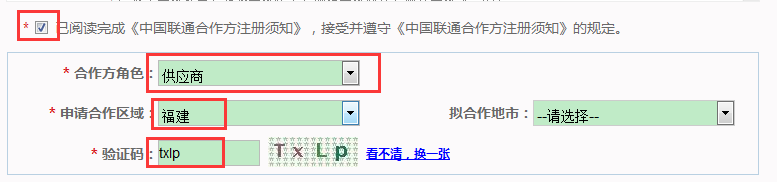 * 已阅读完成《中国联通合作方注册须知》，接受并遵守《中国联通合作方注册须知》的规定。
* 合作方角色： 供应商
* 申请合作区域： 福建 拟合作地市： --请选择--
* 验证码： txlp T x L p 看不清，换一张